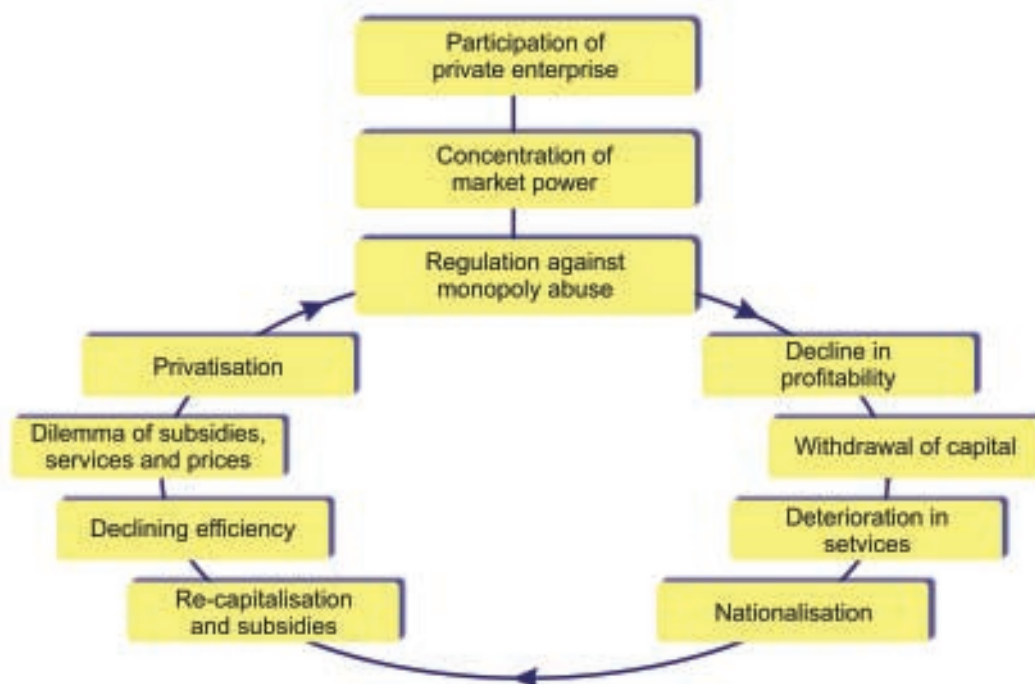 Participation of
private enterprise
Concentration of
market power
Regulation against
monopoly abuse
Privatisation
Decline in
profitability
Dilemma of subsidies,
services and prices
Withdrawal of capital
Declining efficiency
Deterioration in
setvices
Re-capitalisation
and subsidies
Nationalisation